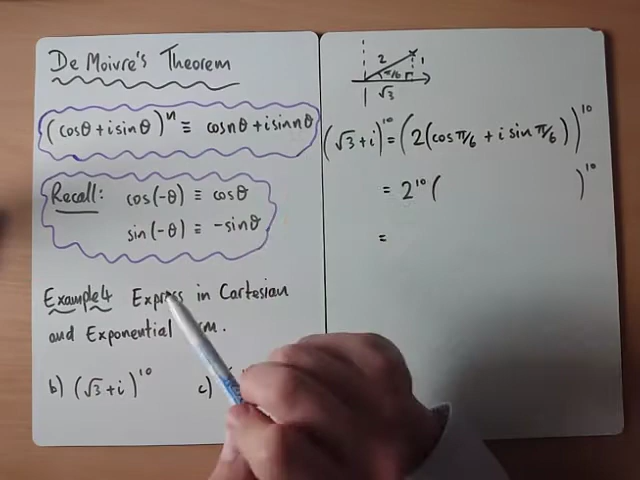 De Moivre's Theorem
(cosθ + isinθ)ⁿ ≡ cosnθ + isinnθ
Recall: cos(-θ) ≡ cosθ
sin(-θ) ≡ -sinθ
Example 4 Express in Cartesian
and Exponential
b) (√3 + i)¹⁰ c)
2 1
π/6
√3
(√3 + i)¹⁰ = (2(cos π/6 + i sin π/6))¹⁰
= 2¹⁰( )¹⁰
=